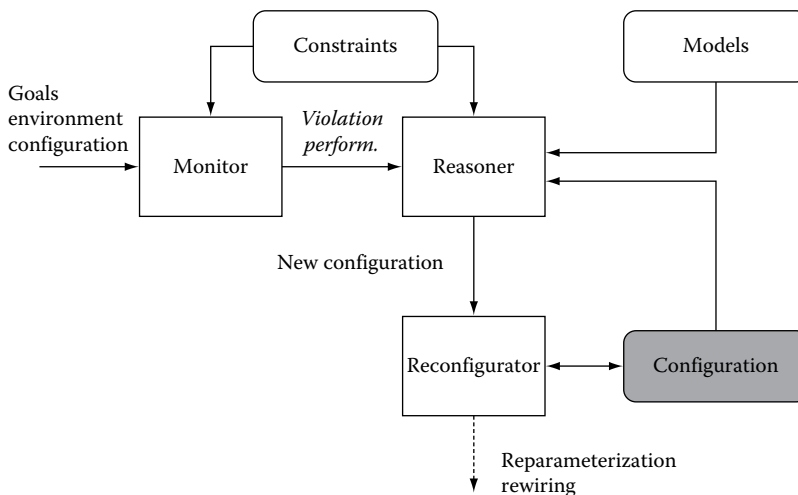 Constraints
Models
Goals
environment
configuration
Violation
perform.
Monitor
Reasoner
New configuration
Reconfigurator
Configuration
Reparameterization
rewiring